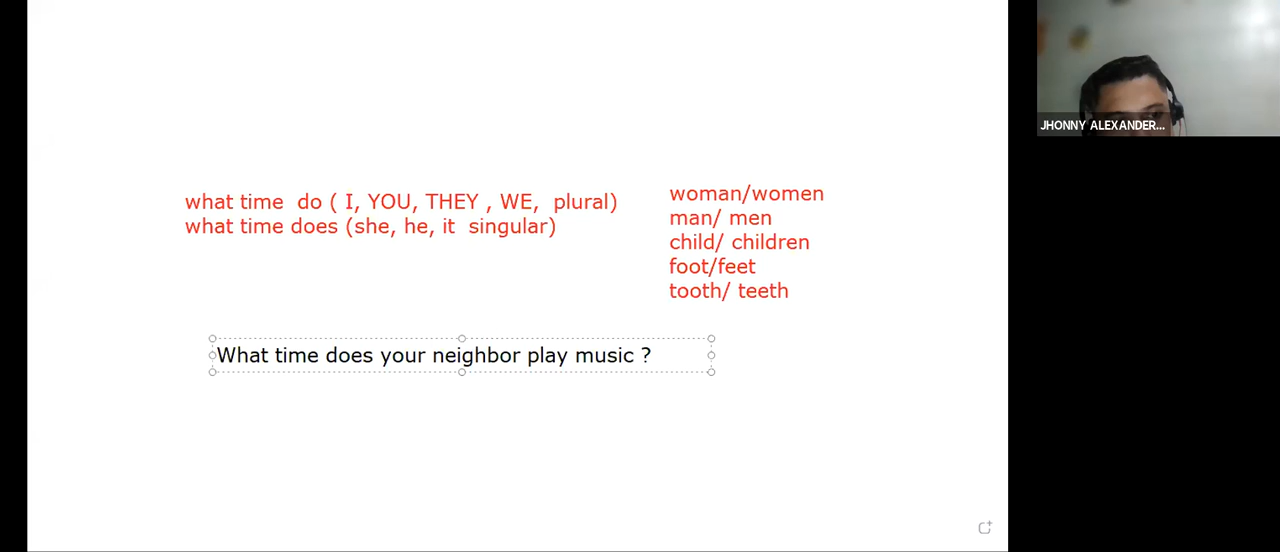 what time  do ( I, YOU, THEY , WE,  plural)
what time does (she, he, it  singular)
woman/women
man/ men
child/ children
foot/feet
tooth/ teeth
What time does your neighbor play music ?
JHONNY ALEXANDER...